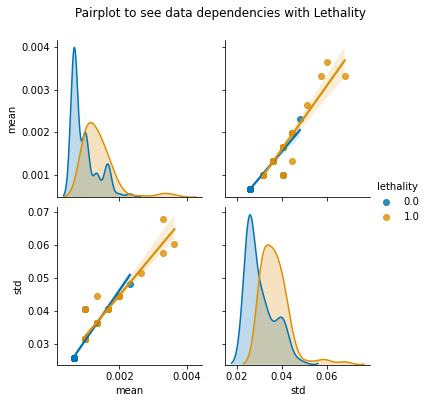 Pairplot to see data dependencies with Lethality
0.004
0.003
0.002
0.001
mean
lethality
0.0
1.0
0.07
0.06
0.05
0.04
0.03
std
0.002
0.004
mean
0.02
0.04
0.06
std